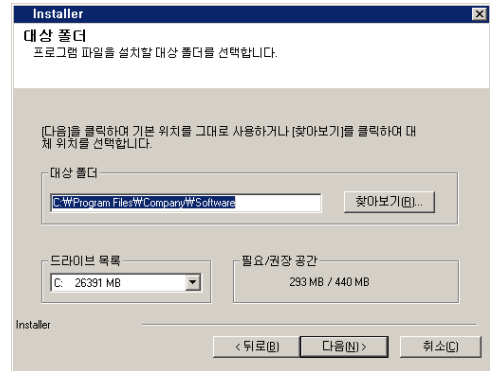 Installer
대상 폴더
프로그램 파일을 설치할 대상 폴더를 선택합니다.
[다음]을 클릭하여 기본 위치를 그대로 사용하거나 [찾아보기]를 클릭하여 대
체 위치를 선택합니다.
대상 폴더
C:₩Program Files₩Company₩Software
찾아보기(R)...
드라이브 목록
필요/권장 공간
C: 26391 MB
293 MB / 440 MB
Installer
< 뒤로(B)
다음(N) >
취소(C)